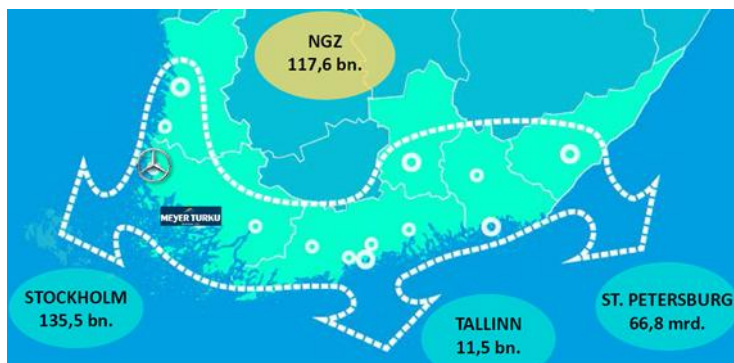 NGZ
117,6 bn.
MEYER TURKU
STOCKHOLM
135,5 bn.
TALLINN
11,5 bn.
ST. PETERSBURG
66,8 mrd.